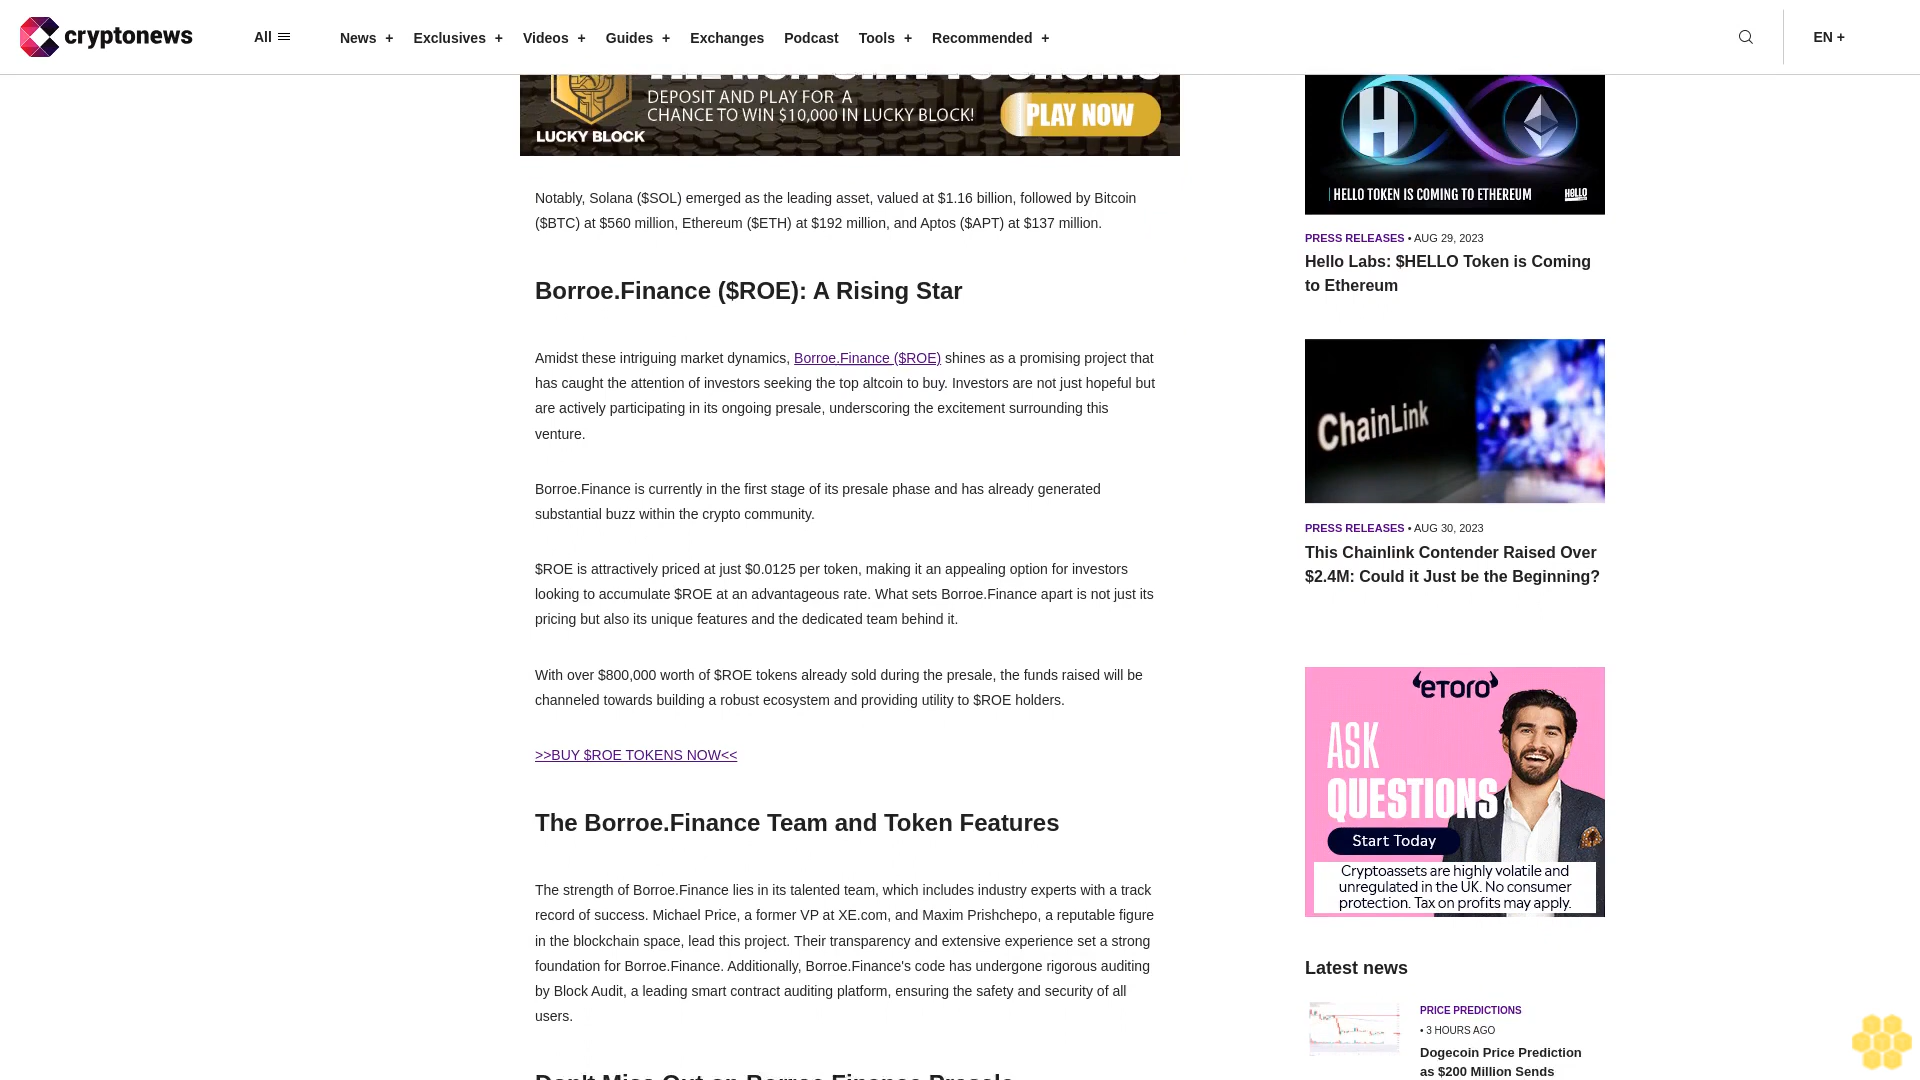 cryptonews
All
News +
Exclusives +
Videos +
Guides +
Exchanges
Podcast
Tools +
Recommended +
EN +
DEPOSIT AND PLAY FOR A
CHANCE TO WIN $10,000 IN LUCKY BLOCK!
PLAY NOW
LUCKY BLOCK
Notably, Solana ($SOL) emerged as the leading asset, valued at $1.16 billion, followed by Bitcoin
($BTC) at $560 million, Ethereum ($ETH) at $192 million, and Aptos ($APT) at $137 million.
Borroe.Finance ($ROE): A Rising Star
Amidst these intriguing market dynamics, Borroe.Finance ($ROE) shines as a promising project that
has caught the attention of investors seeking the top altcoin to buy. Investors are not just hopeful but
are actively participating in its ongoing presale, underscoring the excitement surrounding this
venture.
Borroe.Finance is currently in the first stage of its presale phase and has already generated
substantial buzz within the crypto community.
$ROE is attractively priced at just $0.0125 per token, making it an appealing option for investors
looking to accumulate $ROE at an advantageous rate. What sets Borroe.Finance apart is not just its
pricing but also its unique features and the dedicated team behind it.
With over $800,000 worth of $ROE tokens already sold during the presale, the funds raised will be
channeled towards building a robust ecosystem and providing utility to $ROE holders.
>>BUY $ROE TOKENS NOW<<
The Borroe.Finance Team and Token Features
The strength of Borroe.Finance lies in its talented team, which includes industry experts with a track
record of success. Michael Price, a former VP at XE.com, and Maxim Prishchepo, a reputable figure
in the blockchain space, lead this project. Their transparency and extensive experience set a strong
foundation for Borroe.Finance. Additionally, Borroe.Finance's code has undergone rigorous auditing
by Block Audit, a leading smart contract auditing platform, ensuring the safety and security of all
users.
Don't Miss Out on Borroe.Finance Presale
H
HELLO TOKEN IS COMING TO ETHEREUM
HELLO
PRESS RELEASES • AUG 29, 2023
Hello Labs: $HELLO Token is Coming
to Ethereum
ChainLink
PRESS RELEASES • AUG 30, 2023
This Chainlink Contender Raised Over
$2.4M: Could it Just be the Beginning?
eToro
ASK
QUESTIONS
Start Today
Cryptoassets are highly volatile and
unregulated in the UK. No consumer
protection. Tax on profits may apply.
Latest news
PRICE PREDICTIONS
• 3 HOURS AGO
Dogecoin Price Prediction
as $200 Million Sends